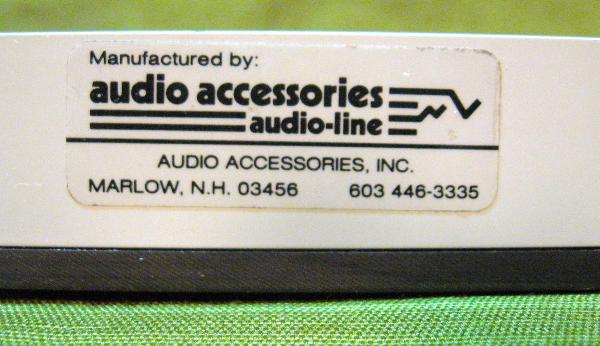 Manufactured by:
audio accessories
audio-line
AUDIO ACCESSORIES, INC.
MARLOW, N.H. 03456 603 446-3335